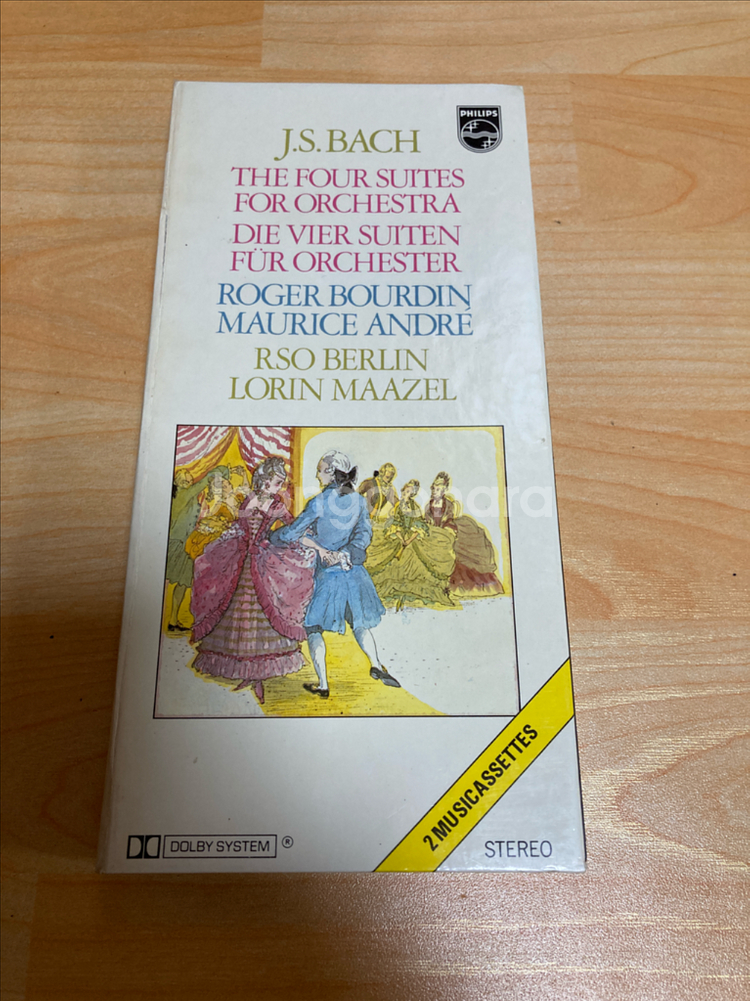 PHILIPS
J.S. BACH
THE FOUR SUITES
FOR ORCHESTRA
DIE VIER SUITEN
FÜR ORCHESTER
ROGER BOURDIN
MAURICE ANDRÉ
RSO BERLIN
LORIN MAAZEL
Joonggonara
2 MUSICASSETTES
DOLBY SYSTEM ®
STEREO